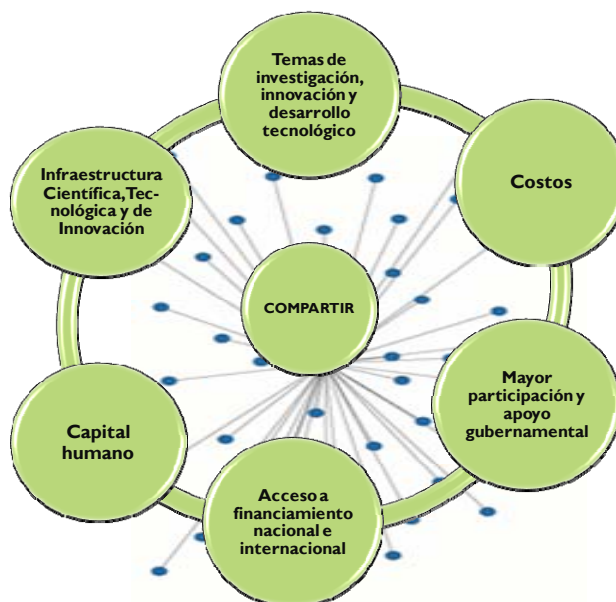 Temas de
investigación,
innovación y
desarrollo
tecnológico
Costos
Mayor
participación y
apoyo
gubernamental
Acceso a
financiamiento
nacional e
internacional
Capital
humano
Infraestructura
Científica, Tec-
nológica y de
Innovación
COMPARTIR